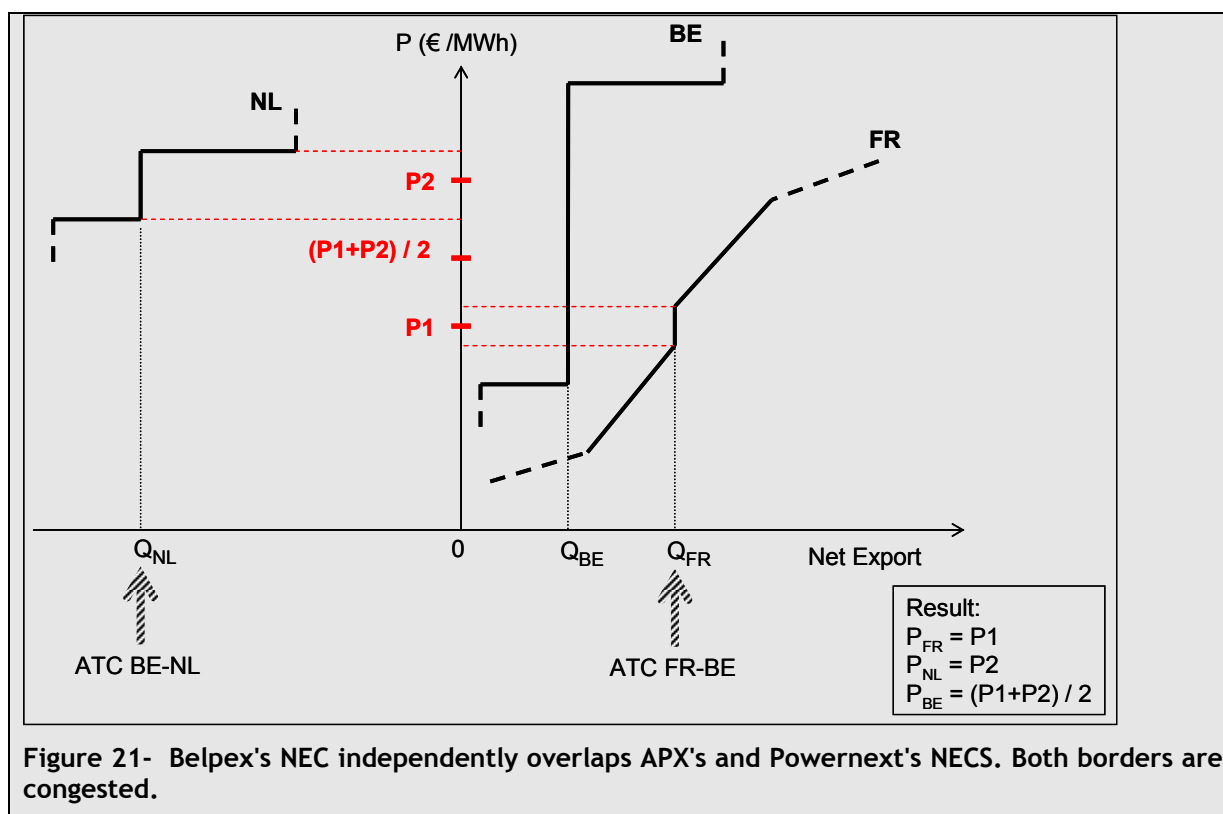 P (€ /MWh)
BE
NL
FR
P2
(P1+P2) / 2
P1
Q_NL
0
Q_BE
Q_FR
Net Export
ATC BE-NL
ATC FR-BE
Result:
P_FR = P1
P_NL = P2
P_BE = (P1+P2) / 2
Figure 21- Belpex's NEC independently overlaps APX's and Powernext's NECS. Both borders are
congested.